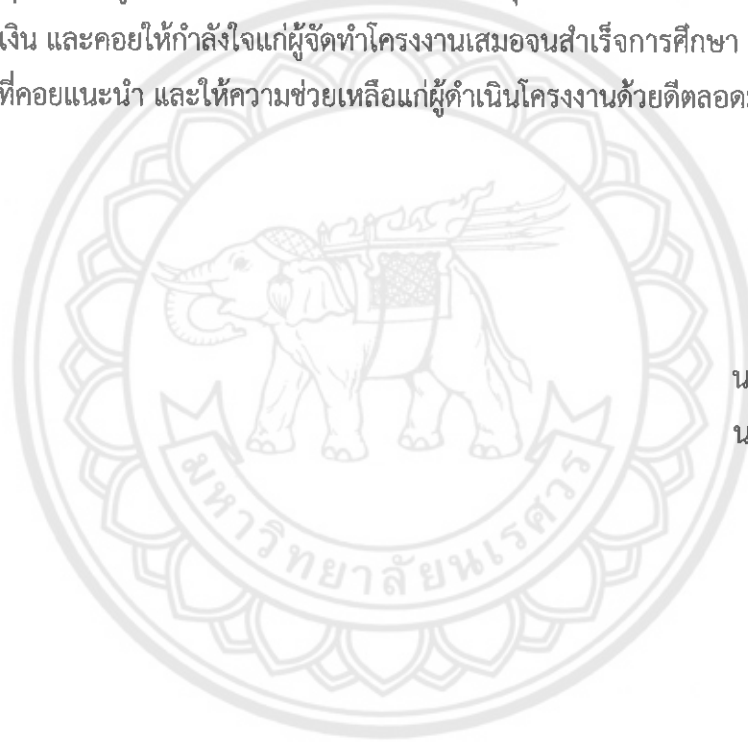 เงิน และคอยให้กำลังใจแก่ผู้จัดทำโครงงานเสมอจนสำเร็จการศึกษา
ที่คอยแนะนำ และให้ความช่วยเหลือแก่ผู้ดำเนินโครงงานด้วยดีตลอด
น
น
มหาวิทยาลัยนเรศวร